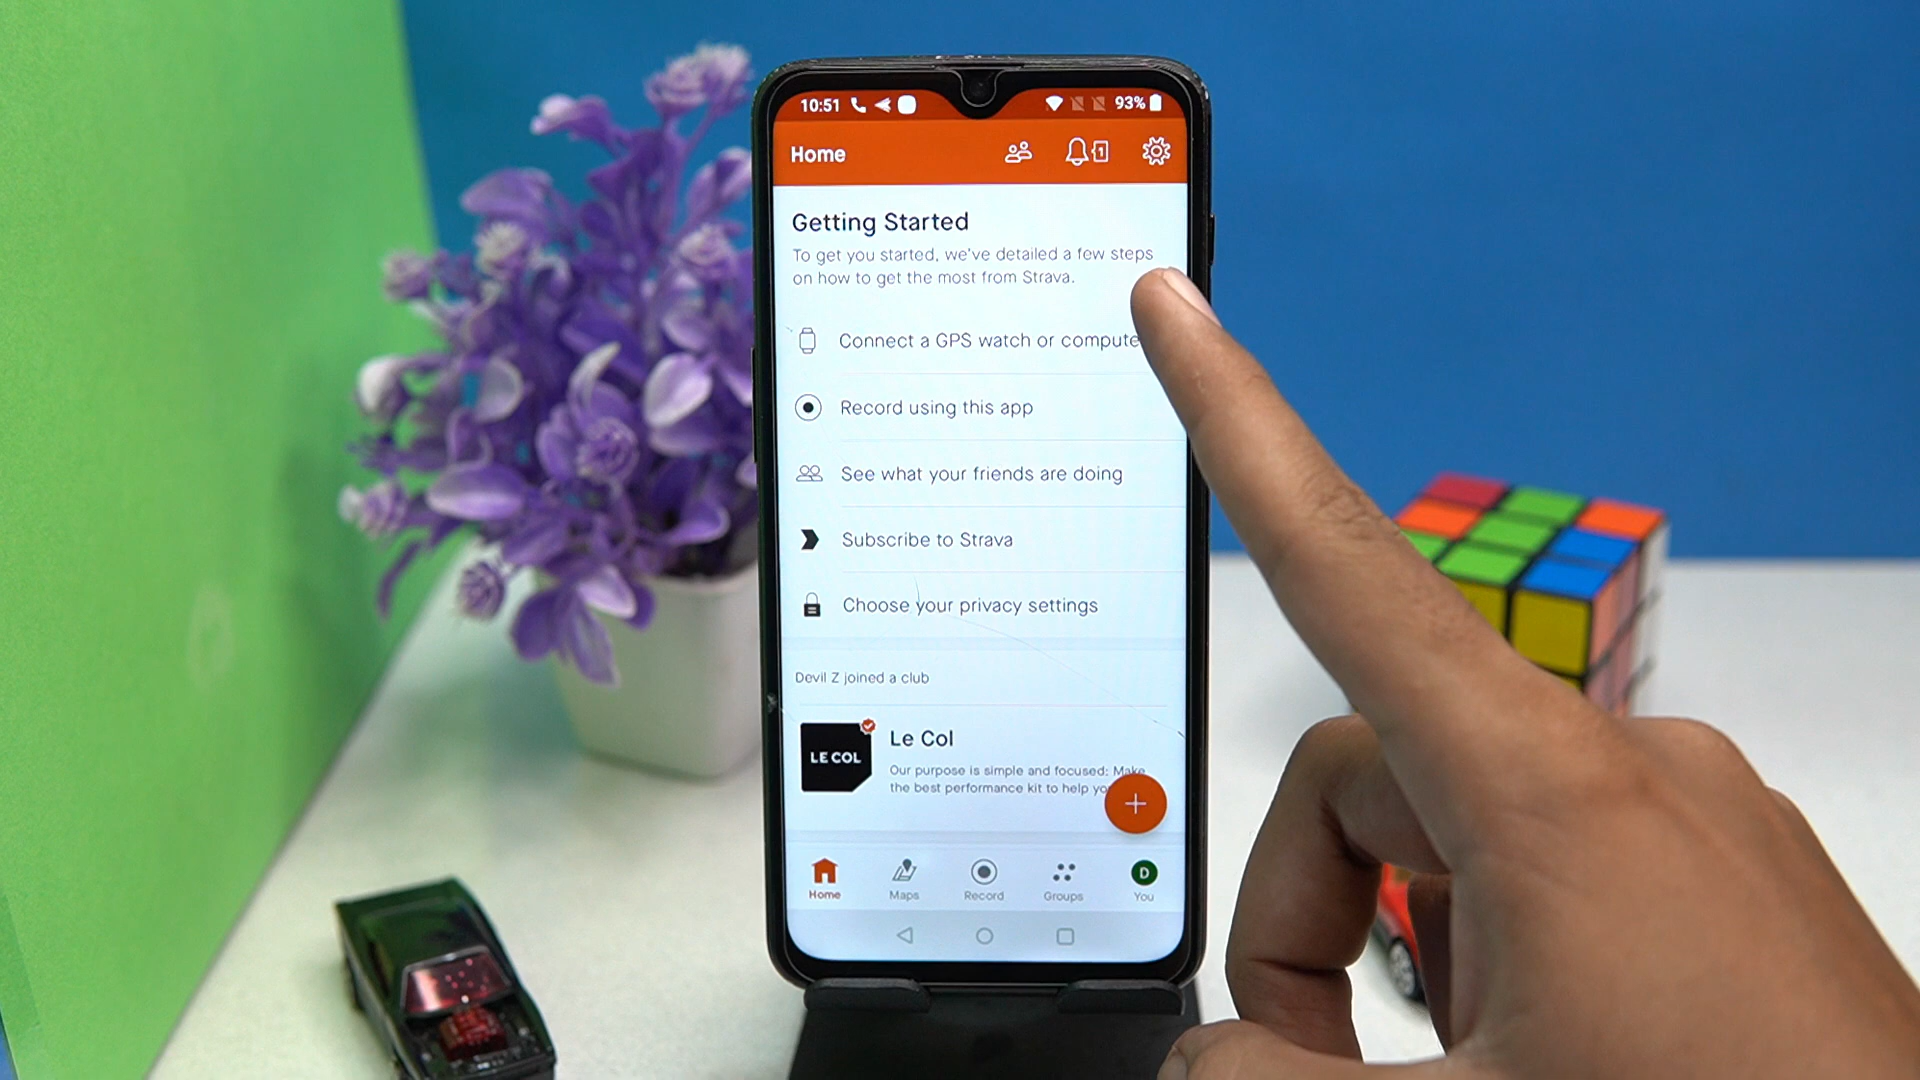 10:51 93%
Home 1
Getting Started
To get you started, we've detailed a few steps
on how to get the most from Strava.
Connect a GPS watch or compute
Record using this app
See what your friends are doing
Subscribe to Strava
Choose your privacy settings
Devil Z joined a club
LE COL
Le Col
Our purpose is simple and focused: Make
the best performance kit to help yo
D
Home Maps Record Groups You